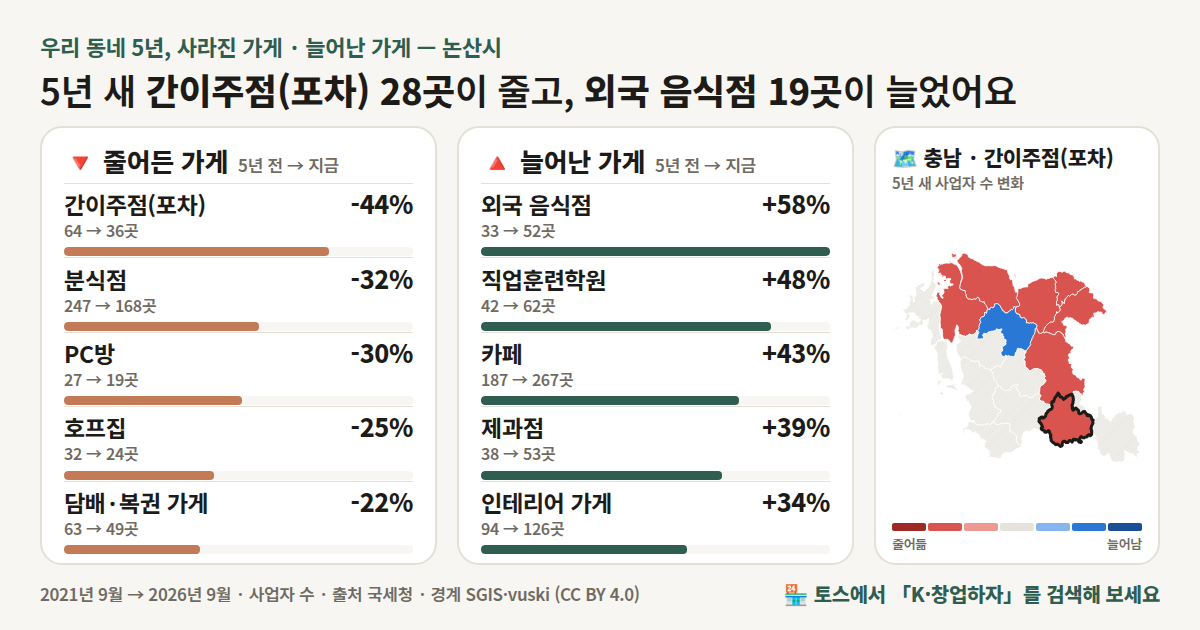 우리 동네 5년, 사라진 가게 · 늘어난 가게 — 논산시
5년 새 간이주점(포차) 28곳이 줄고, 외국 음식점 19곳이 늘었어요
줄어든 가게 5년 전 → 지금
간이주점(포차) -44%
64 → 36곳
분식점 -32%
247 → 168곳
PC방 -30%
27 → 19곳
호프집 -25%
32 → 24곳
담배·복권 가게 -22%
63 → 49곳
늘어난 가게 5년 전 → 지금
외국 음식점 +58%
33 → 52곳
직업훈련학원 +48%
42 → 62곳
카페 +43%
187 → 267곳
제과점 +39%
38 → 53곳
인테리어 가게 +34%
94 → 126곳
충남 · 간이주점(포차)
5년 새 사업자 수 변화
줄어듦 늘어남
2021년 9월 → 2026년 9월 · 사업자 수 · 출처 국세청 · 경계 SGIS·vuski (CC BY 4.0)
토스에서 「K·창업하자」를 검색해 보세요